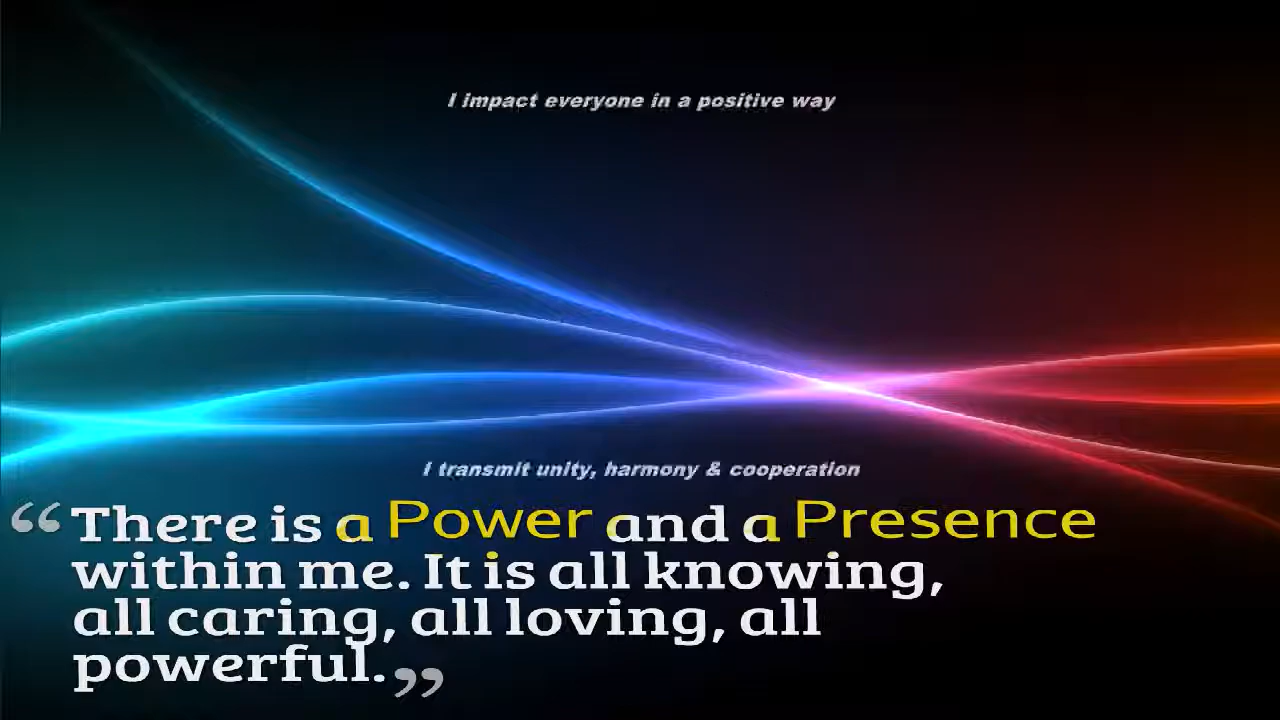 I impact everyone in a positive way
I transmit unity, harmony & cooperation
“There is a Power and a Presence
within me. It is all knowing,
all caring, all loving, all
powerful.”